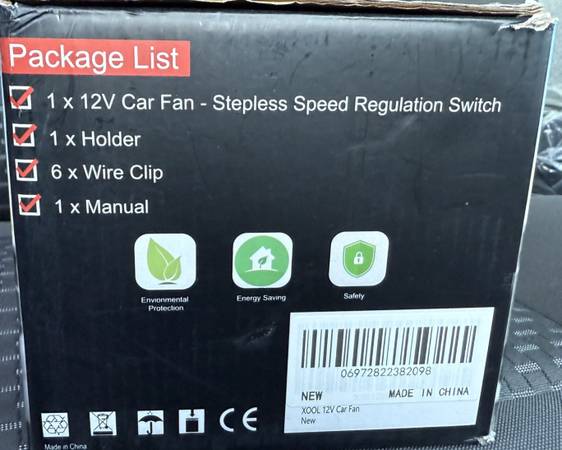 Package List
1 x 12V Car Fan - Stepless Speed Regulation Switch
1 x Holder
6 x Wire Clip
1 x Manual
Environmental
Protection
Energy Saving
Safety
06972822382098
NEW MADE IN CHINA
XOOL 12V Car Fan
New
CE
Made in China